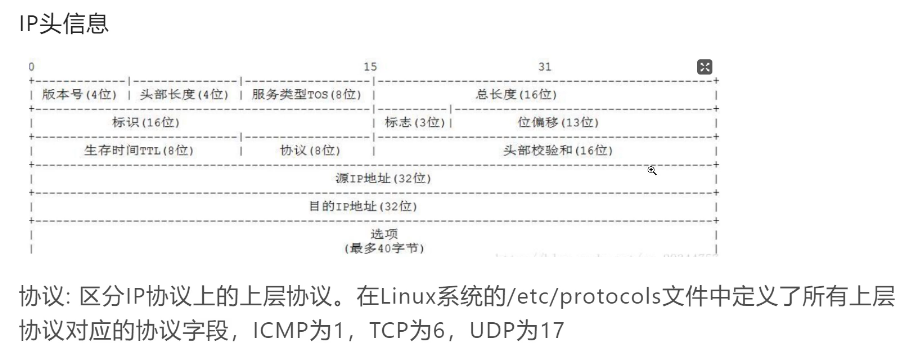 IP头信息
0 15 31
版本号(4位) 头部长度(4位) 服务类型TOS(8位) 总长度(16位)
标识(16位) 标志(3位) 位偏移(13位)
生存时间TTL(8位) 协议(8位) 头部校验和(16位)
源IP地址(32位)
目的IP地址(32位)
选项
(最多40字节)
协议: 区分IP协议上的上层协议。在Linux系统的/etc/protocols文件中定义了所有上层
协议对应的协议字段，ICMP为1，TCP为6，UDP为17